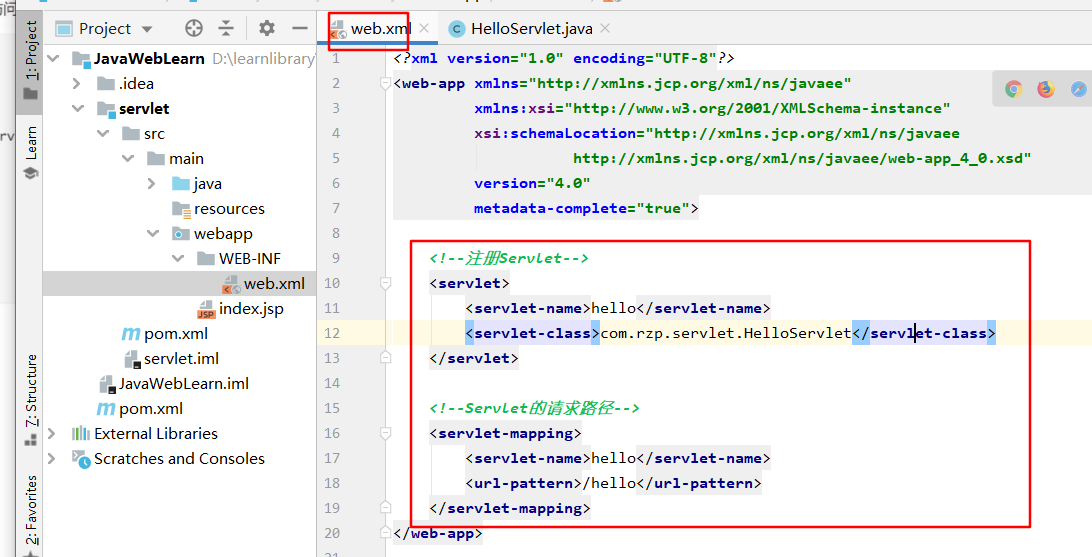 Project
web.xml
HelloServlet.java
1: Project
Learn
7: Structure
2: Favorites
JavaWebLearn D:\learnlibrary
.idea
servlet
src
main
java
resources
webapp
WEB-INF
web.xml
index.jsp
pom.xml
servlet.iml
JavaWebLearn.iml
pom.xml
External Libraries
Scratches and Consoles
1 <?xml version="1.0" encoding="UTF-8"?>
2 <web-app xmlns="http://xmlns.jcp.org/xml/ns/javaee"
3 xmlns:xsi="http://www.w3.org/2001/XMLSchema-instance"
4 xsi:schemaLocation="http://xmlns.jcp.org/xml/ns/javaee
5 http://xmlns.jcp.org/xml/ns/javaee/web-app_4_0.xsd"
6 version="4.0"
7 metadata-complete="true">
8
9 <!--注册Servlet-->
10 <servlet>
11 <servlet-name>hello</servlet-name>
12 <servlet-class>com.rzp.servlet.HelloServlet</servlet-class>
13 </servlet>
14
15 <!--Servlet的请求路径-->
16 <servlet-mapping>
17 <servlet-name>hello</servlet-name>
18 <url-pattern>/hello</url-pattern>
19 </servlet-mapping>
20 </web-app>